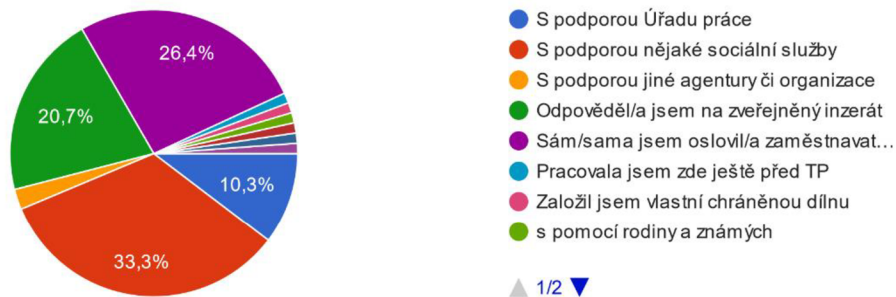 26,4%
20,7%
10,3%
33,3%
S podporou Úřadu práce
S podporou nějaké sociální služby
S podporou jiné agentury či organizace
Odpověděl/a jsem na zveřejněný inzerát
Sám/sama jsem oslovil/a zaměstnavat...
Pracovala jsem zde ještě před TP
Založil jsem vlastní chráněnou dílnu
s pomocí rodiny a známých
1/2